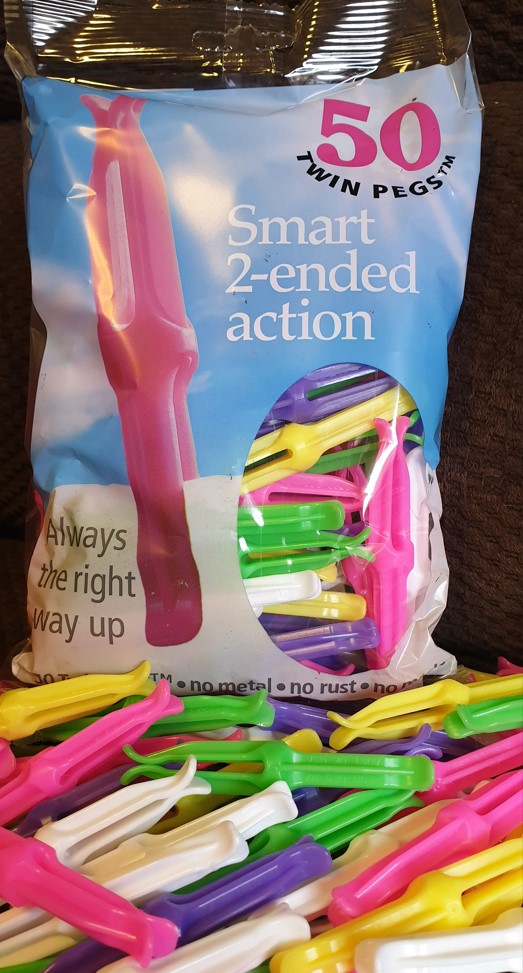 50
TWIN PEGS™
Smart
2-ended
action
Always
the right
way up
™ • no metal • no rust • no